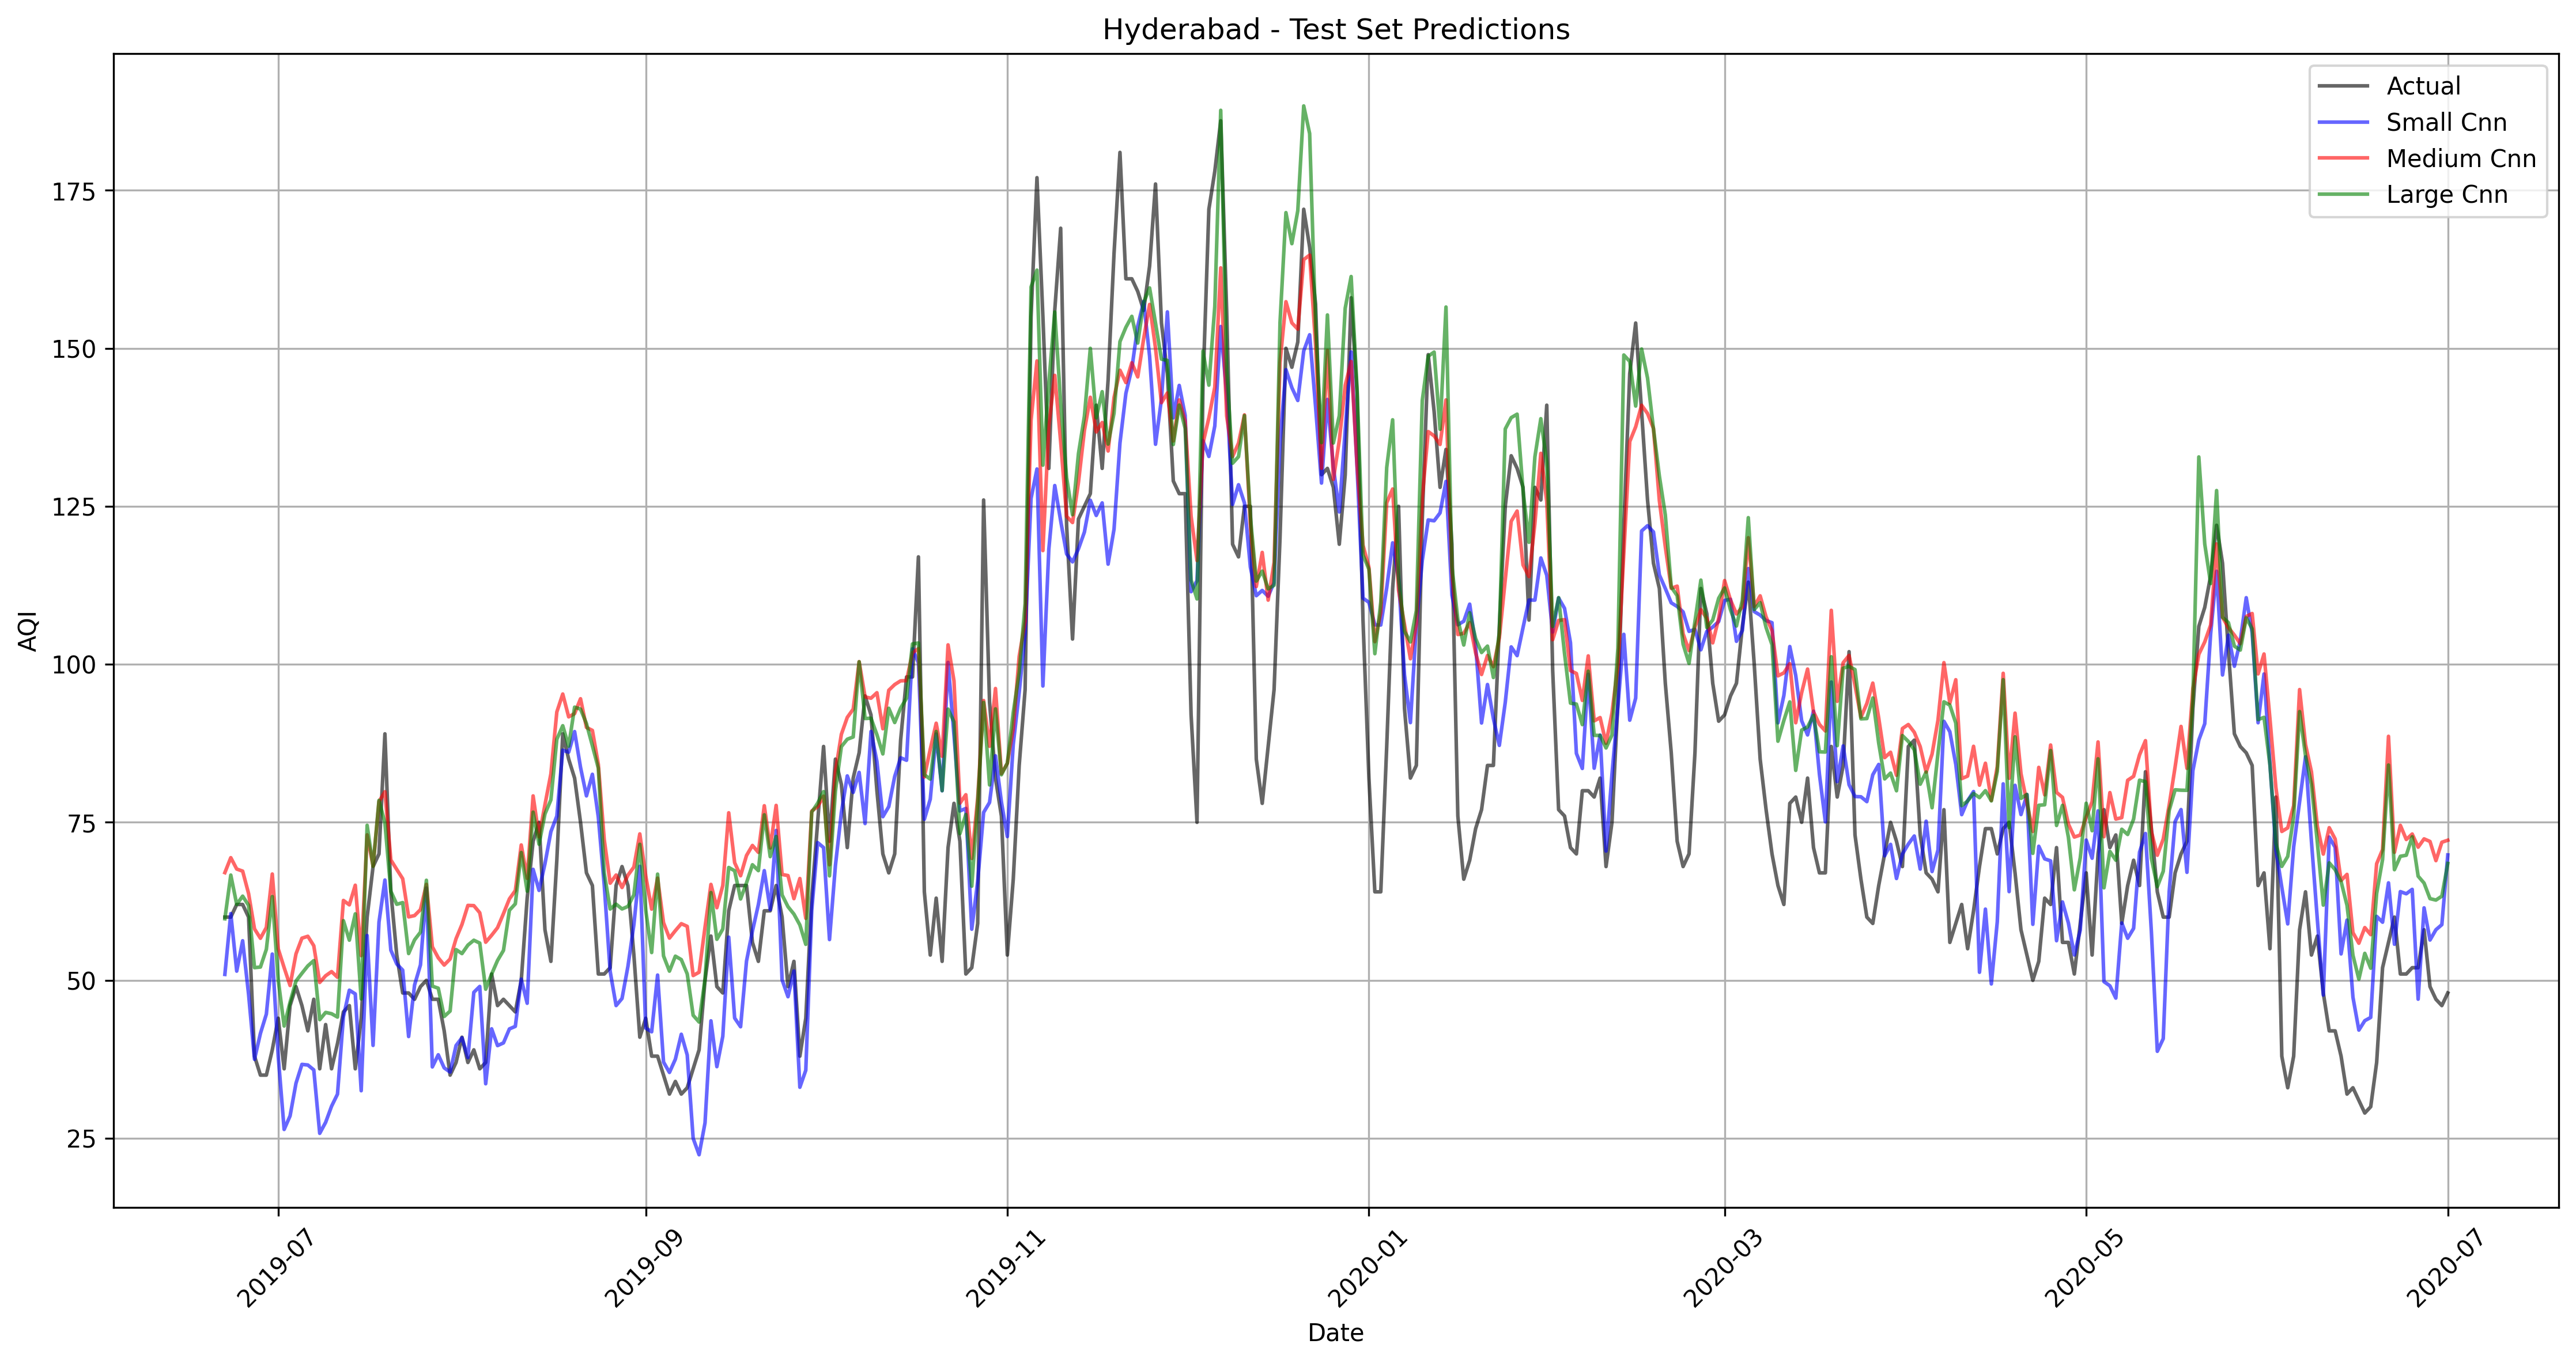 Hyderabad - Test Set Predictions
Actual
Small Cnn
Medium Cnn
Large Cnn
175
150
125
100
75
50
25
AQI
2019-07
2019-09
2019-11
2020-01
2020-03
2020-05
2020-07
Date